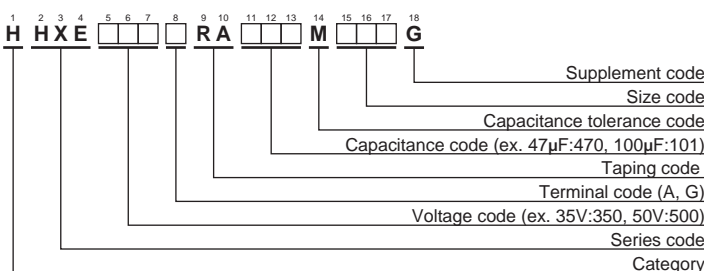 1 2 3 4 5 6 7 8 9 10 11 12 13 14 15 16 17 18
H HXE □□□ □ RA □□□ M □□□ G
Supplement code
Size code
Capacitance tolerance code
Capacitance code (ex. 47µF:470, 100µF:101)
Taping code
Terminal code (A, G)
Voltage code (ex. 35V:350, 50V:500)
Series code
Category